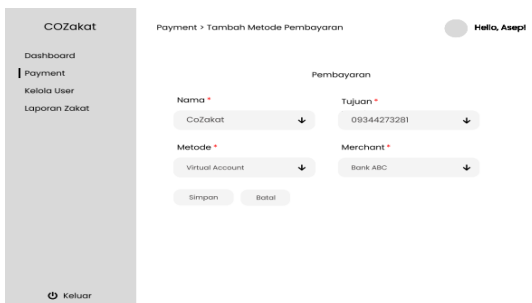 COZakat
Payment > Tambah Metode Pembayaran
Hello, Asep!
Dashboard
Payment
Kelola User
Laporan Zakat
Pembayaran
Nama *
Tujuan *
CoZakat
09344273281
Metode *
Merchant *
Virtual Account
Bank ABC
Simpan
Batal
Keluar